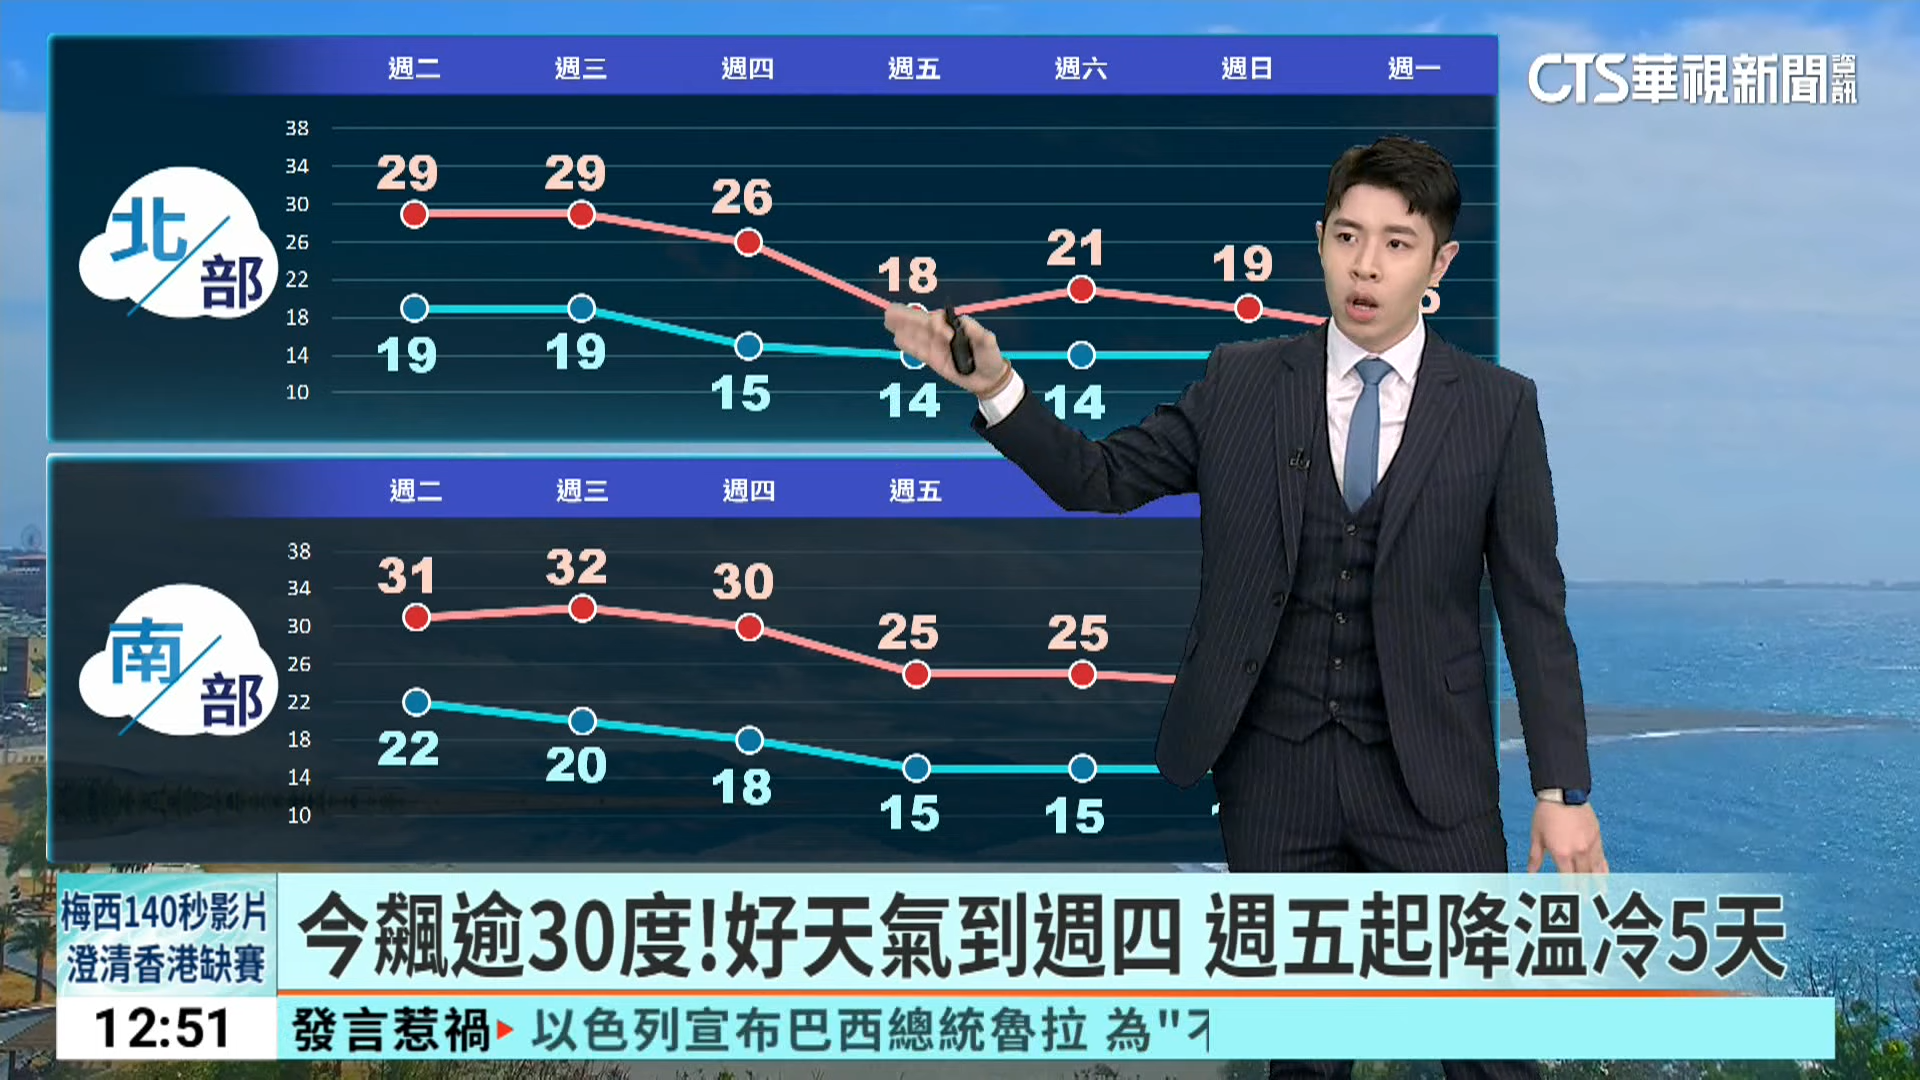 CTS華視新聞資訊
週二 週三 週四 週五 週六 週日 週一
北部
38
34
30
26
22
18
14
10
29 29 26 18 21 19
19 19 15 14 14
週二 週三 週四 週五
南部
38
34
30
26
22
18
14
10
31 32 30 25 25
22 20 18 15 15
梅西140秒影片
澄清香港缺賽
今飆逾30度!好天氣到週四 週五起降溫冷5天
12:51
發言惹禍▶以色列宣布巴西總統魯拉 為"不